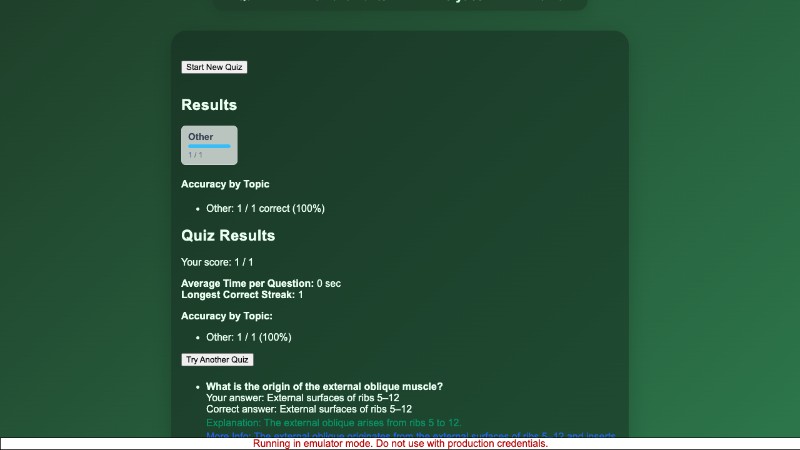 Start New Quiz
Results
Other
1 / 1
Accuracy by Topic
• Other: 1 / 1 correct (100%)
Quiz Results
Your score: 1 / 1
Average Time per Question: 0 sec
Longest Correct Streak: 1
Accuracy by Topic:
• Other: 1 / 1 (100%)
Try Another Quiz
• What is the origin of the external oblique muscle?
Your answer: External surfaces of ribs 5–12
Correct answer: External surfaces of ribs 5–12
Explanation: The external oblique arises from ribs 5 to 12.
More Info: The external oblique originates from the external surfaces of ribs 5–12 and inserts
Running in emulator mode. Do not use with production credentials.